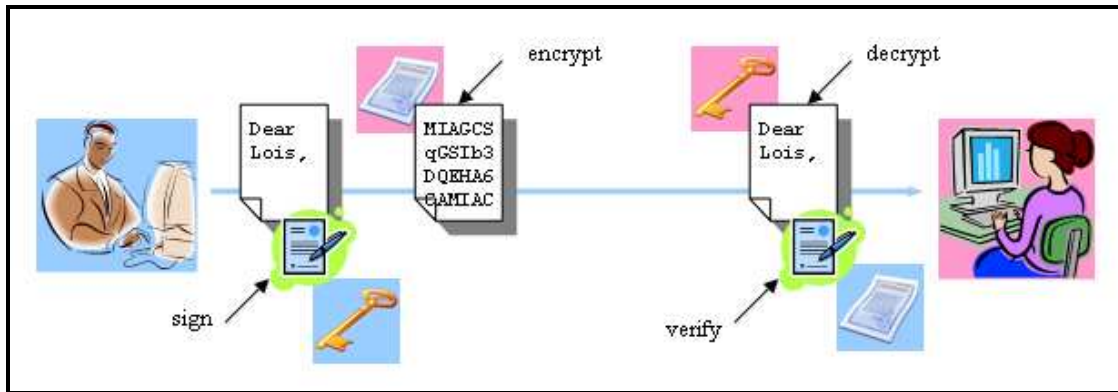 encrypt
decrypt
Dear
Lois,
MIAGCS
qGSIb3
DQEHA6
CAMIAC
Dear
Lois,
sign
verify